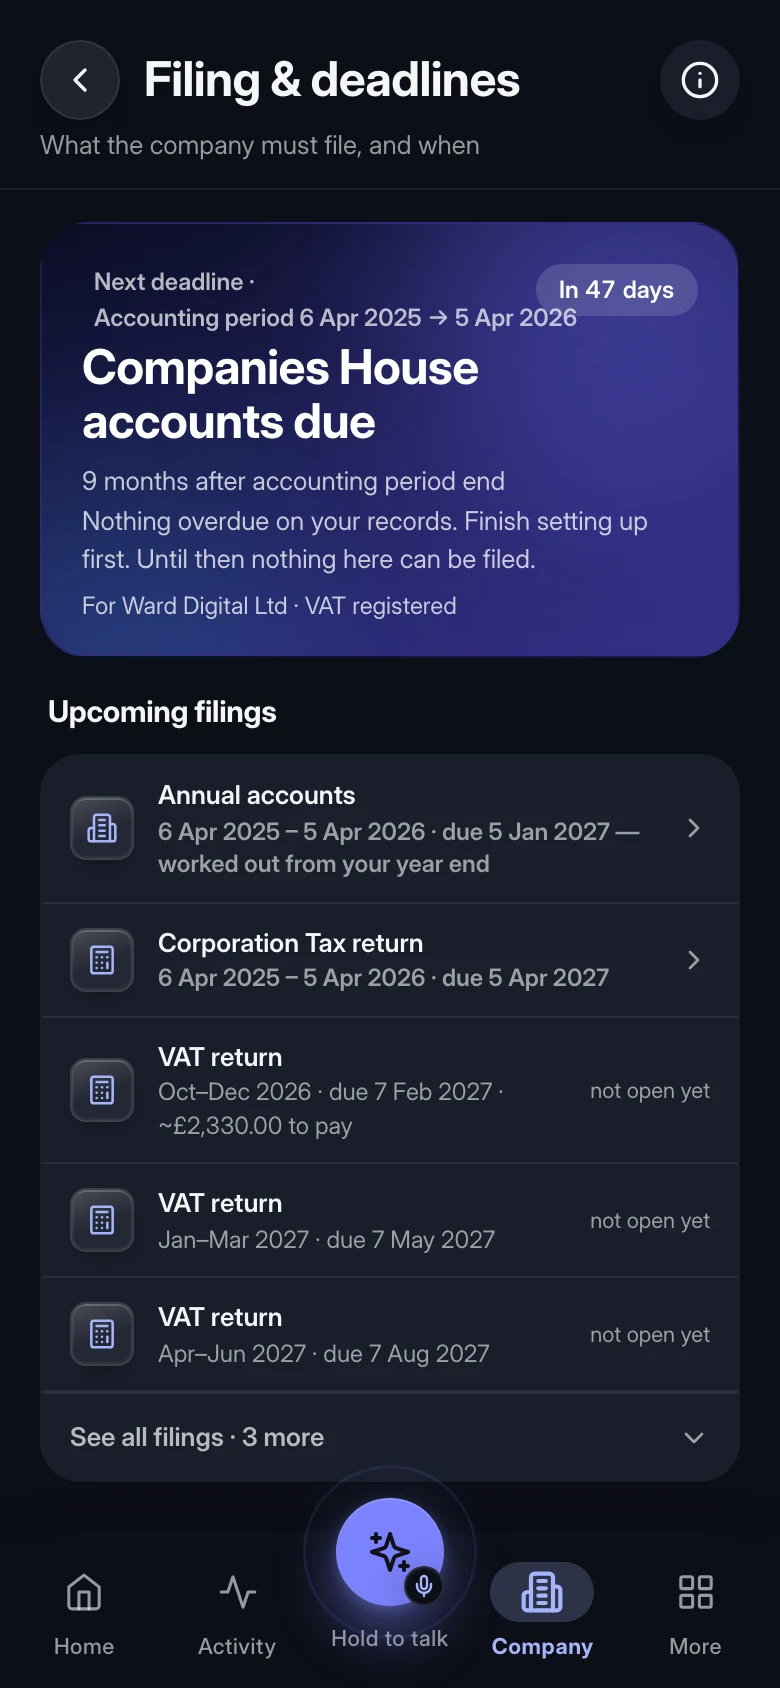 Filing & deadlines
What the company must file, and when
Next deadline ·
In 47 days
Accounting period 6 Apr 2025 → 5 Apr 2026
Companies House
accounts due
9 months after accounting period end
Nothing overdue on your records. Finish setting up
first. Until then nothing here can be filed.
For Ward Digital Ltd · VAT registered
Upcoming filings
Annual accounts
6 Apr 2025 – 5 Apr 2026 · due 5 Jan 2027 —
worked out from your year end
Corporation Tax return
6 Apr 2025 – 5 Apr 2026 · due 5 Apr 2027
VAT return
Oct–Dec 2026 · due 7 Feb 2027 ·
~£2,330.00 to pay
not open yet
VAT return
Jan–Mar 2027 · due 7 May 2027
not open yet
VAT return
Apr–Jun 2027 · due 7 Aug 2027
not open yet
See all filings · 3 more
Home
Activity
Hold to talk
Company
More